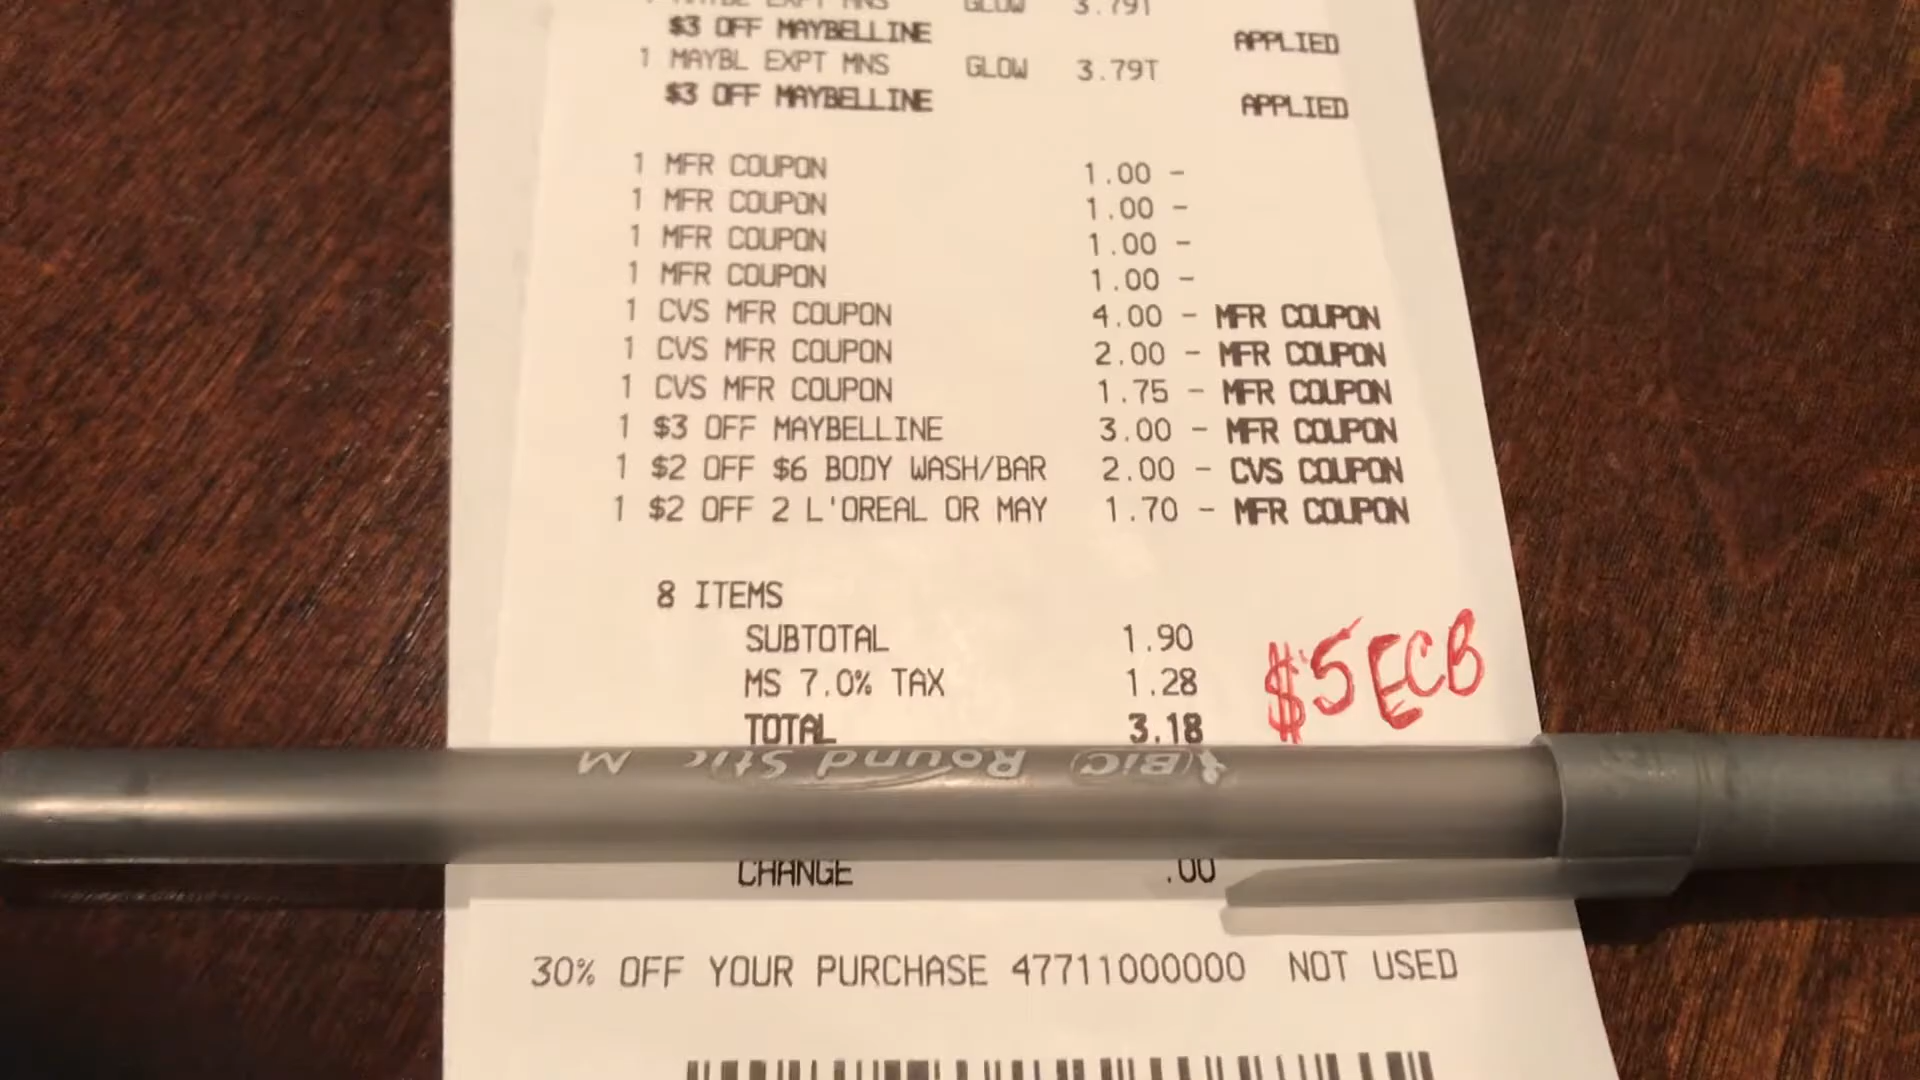 EXPT MNS GLOW 3.79T
$3 OFF MAYBELLINE APPLIED
1 MAYBL EXPT MNS GLOW 3.79T
$3 OFF MAYBELLINE APPLIED
1 MFR COUPON 1.00 -
1 MFR COUPON 1.00 -
1 MFR COUPON 1.00 -
1 MFR COUPON 1.00 -
1 CVS MFR COUPON 4.00 - MFR COUPON
1 CVS MFR COUPON 2.00 - MFR COUPON
1 CVS MFR COUPON 1.75 - MFR COUPON
1 $3 OFF MAYBELLINE 3.00 - MFR COUPON
1 $2 OFF $6 BODY WASH/BAR 2.00 - CVS COUPON
1 $2 OFF 2 L'OREAL OR MAY 1.70 - MFR COUPON
8 ITEMS
SUBTOTAL 1.90
MS 7.0% TAX 1.28
TOTAL 3.18
$5 ECB
BIC Round Stic M
CHANGE .00
30% OFF YOUR PURCHASE 47711000000 NOT USED